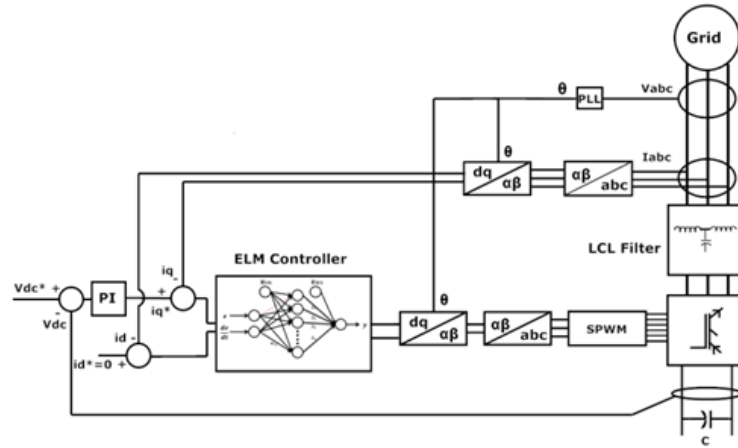 Grid
θ
PLL
Vabc
θ
Iabc
dq
αβ
αβ
abc
LCL Filter
ELM Controller
iq -
Vdc* +
PI
+
iq*
-
Vdc
θ
dq
αβ
αβ
abc
SPWM
id -
id*=0 +
C